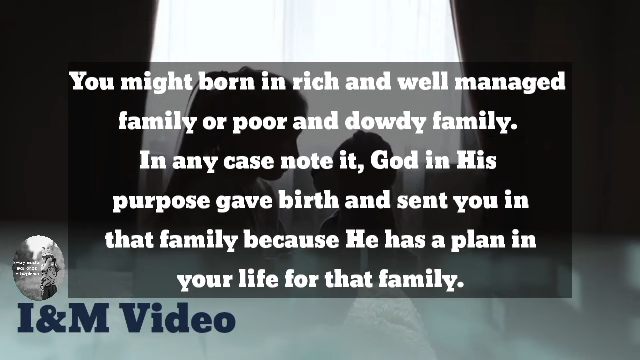 You might born in rich and well managed
family or poor and dowdy family.
In any case note it, God in His
purpose gave birth and sent you in
that family because He has a plan in
your life for that family.
I&M Video